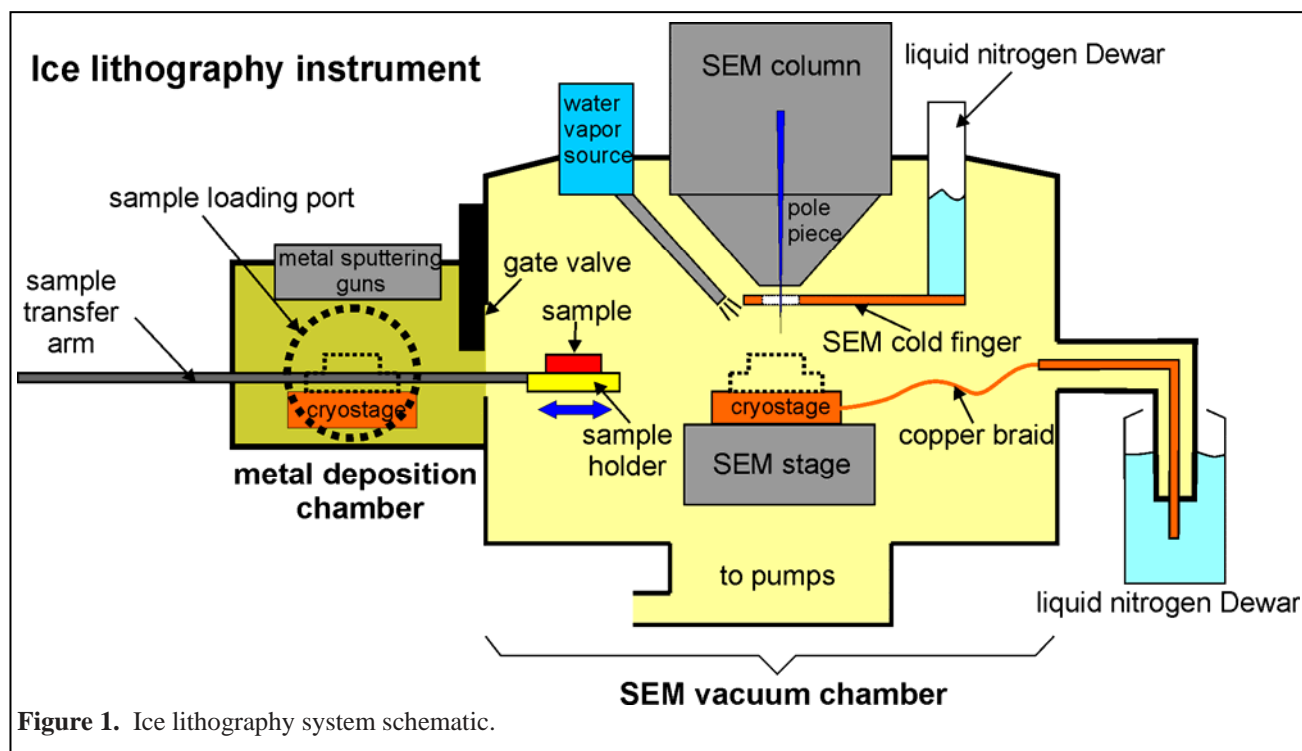 Ice lithography instrument
SEM column
liquid nitrogen Dewar
water
vapor
source
sample loading port
pole
piece
metal sputtering
guns
gate valve
sample
transfer
arm
sample
SEM cold finger
cryostage
cryostage
sample
holder
copper braid
SEM stage
metal deposition
chamber
to pumps
liquid nitrogen Dewar
SEM vacuum chamber
Figure 1. Ice lithography system schematic.